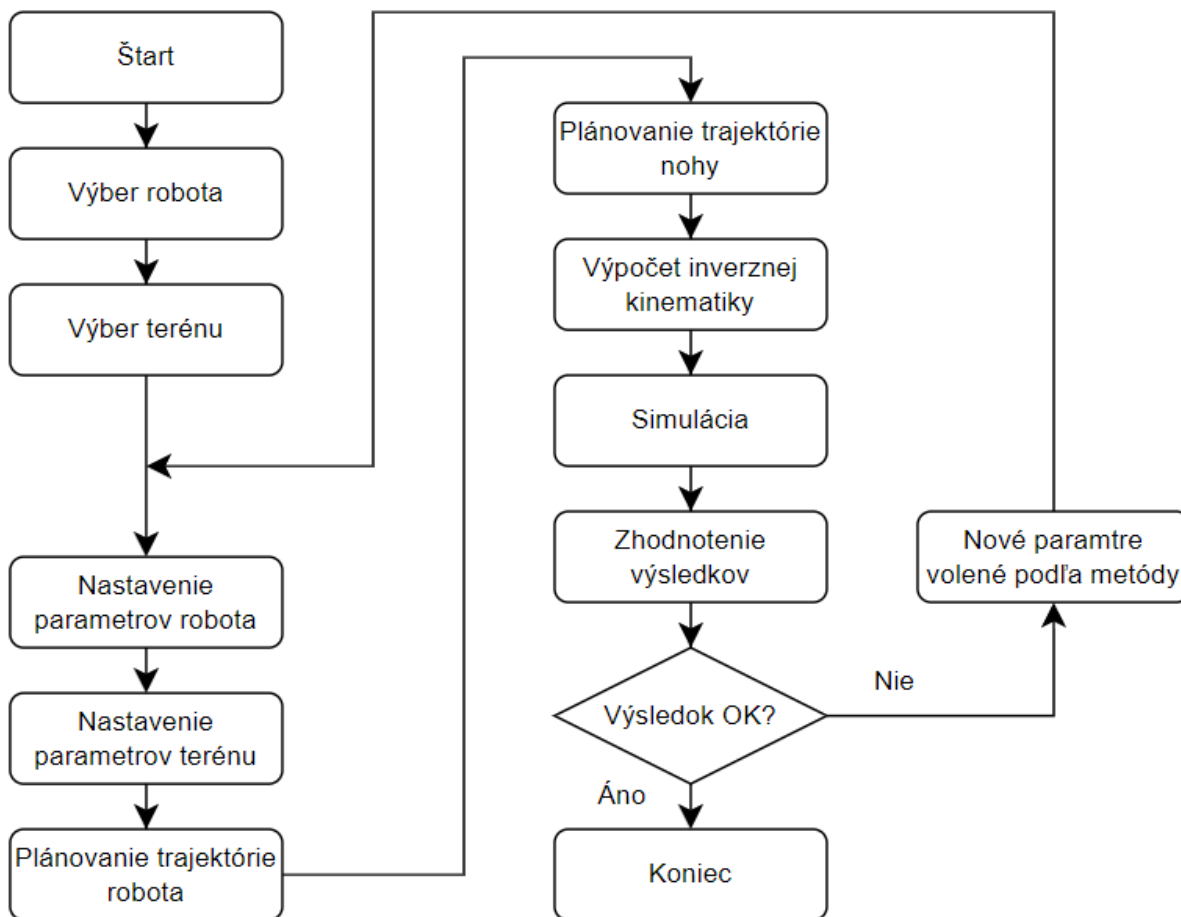 Štart
Výber robota
Výber terénu
Nastavenie
parametrov robota
Nastavenie
parametrov terénu
Plánovanie trajektórie
robota
Plánovanie trajektórie
nohy
Výpočet inverznej
kinematiky
Simulácia
Zhodnotenie
výsledkov
Výsledok OK?
Nie
Nové paramtre
volené podľa metódy
Áno
Koniec